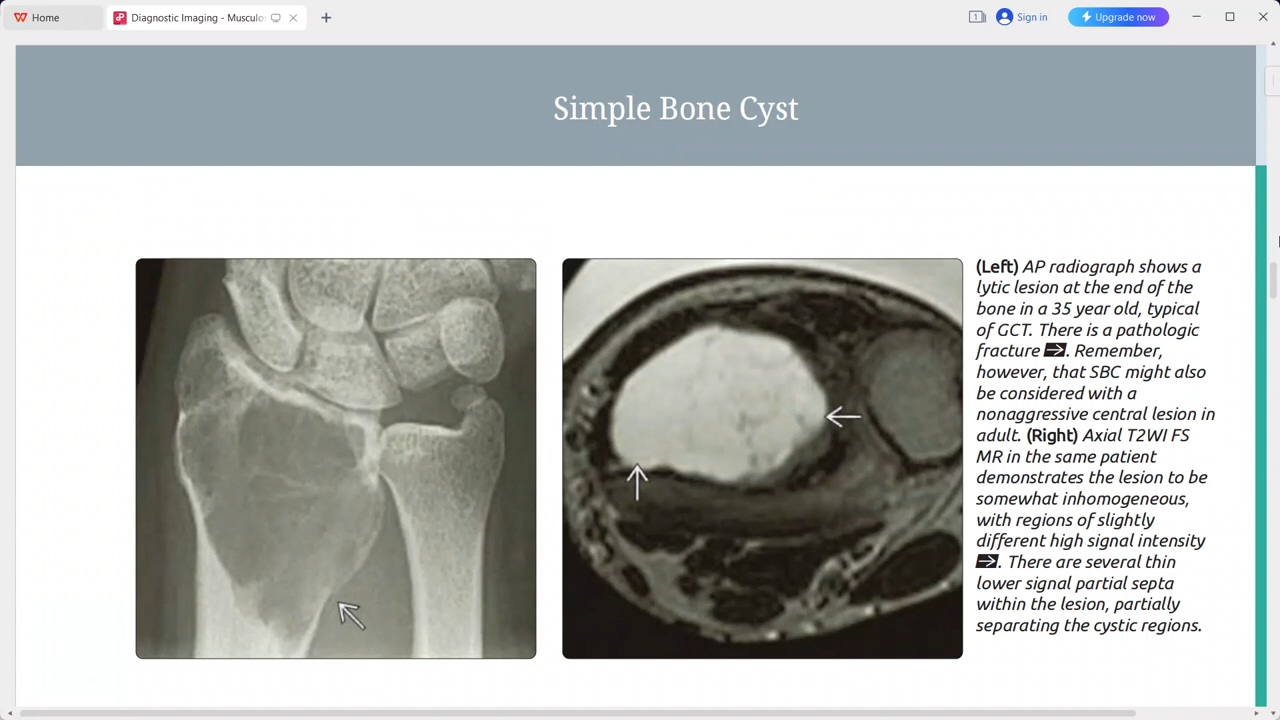 Home
Diagnostic Imaging - Musculos
1
Sign in
Upgrade now
Simple Bone Cyst
(Left) AP radiograph shows a
lytic lesion at the end of the
bone in a 35 year old, typical
of GCT. There is a pathologic
fracture ➡. Remember,
however, that SBC might also
be considered with a
nonaggressive central lesion in
adult. (Right) Axial T2WI FS
MR in the same patient
demonstrates the lesion to be
somewhat inhomogeneous,
with regions of slightly
different high signal intensity
➡. There are several thin
lower signal partial septa
within the lesion, partially
separating the cystic regions.